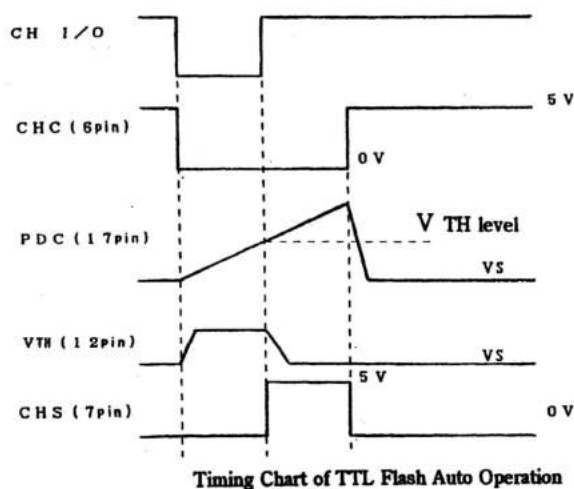 CH I/O
5 V
CHC (6pin)
0 V
V TH level
PDC (17pin)
VS
VTH (12pin)
VS
5 V
CHS (7pin)
0 V
Timing Chart of TTL Flash Auto Operation